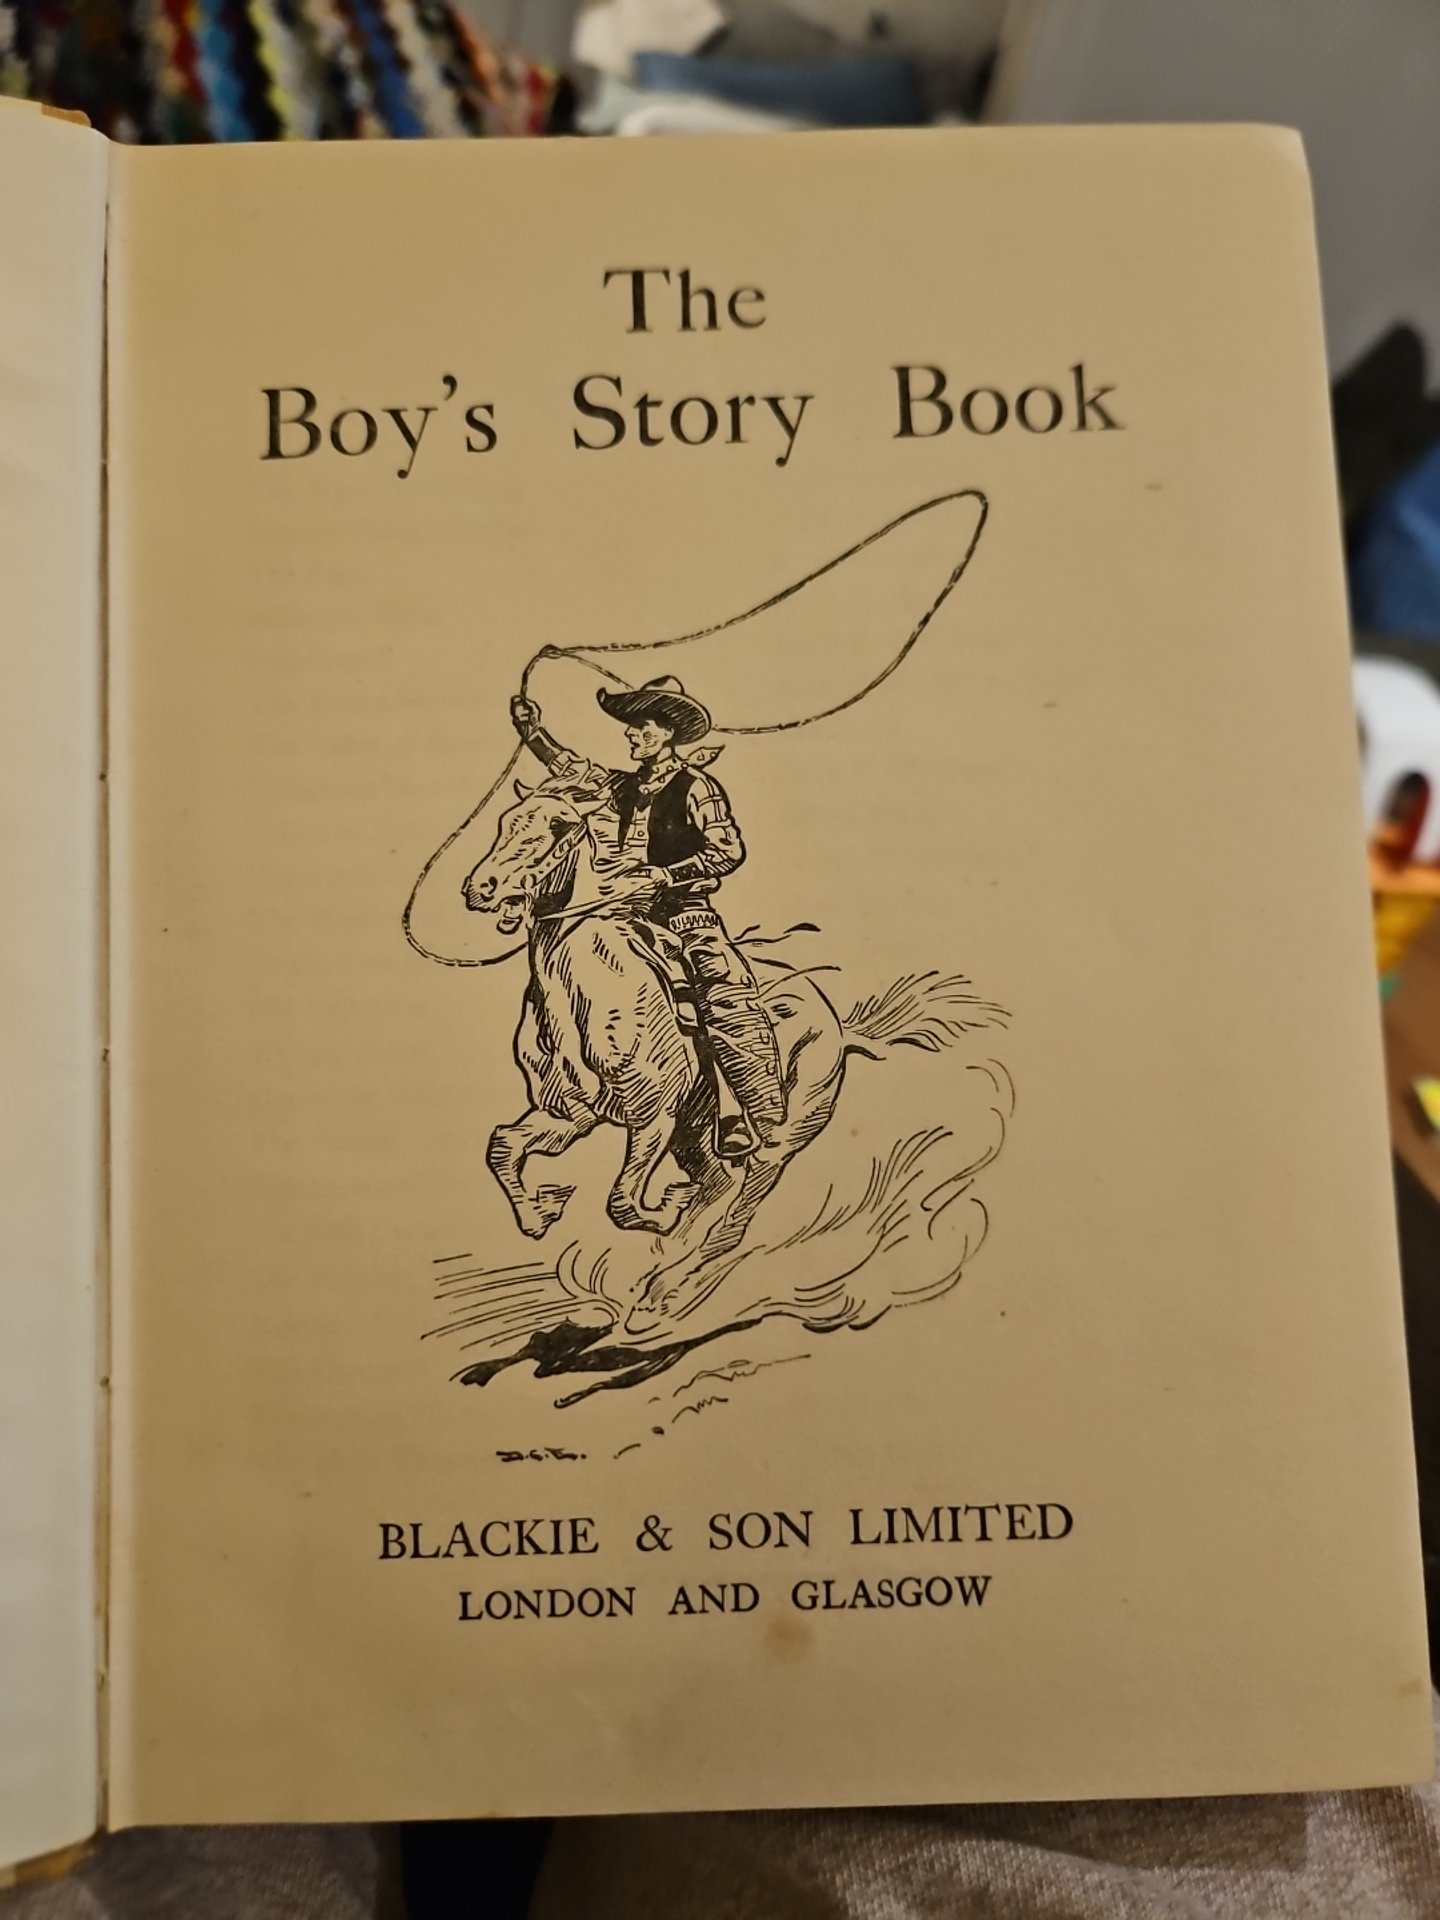 The
Boy's Story Book
D.C.E.
BLACKIE & SON LIMITED
LONDON AND GLASGOW